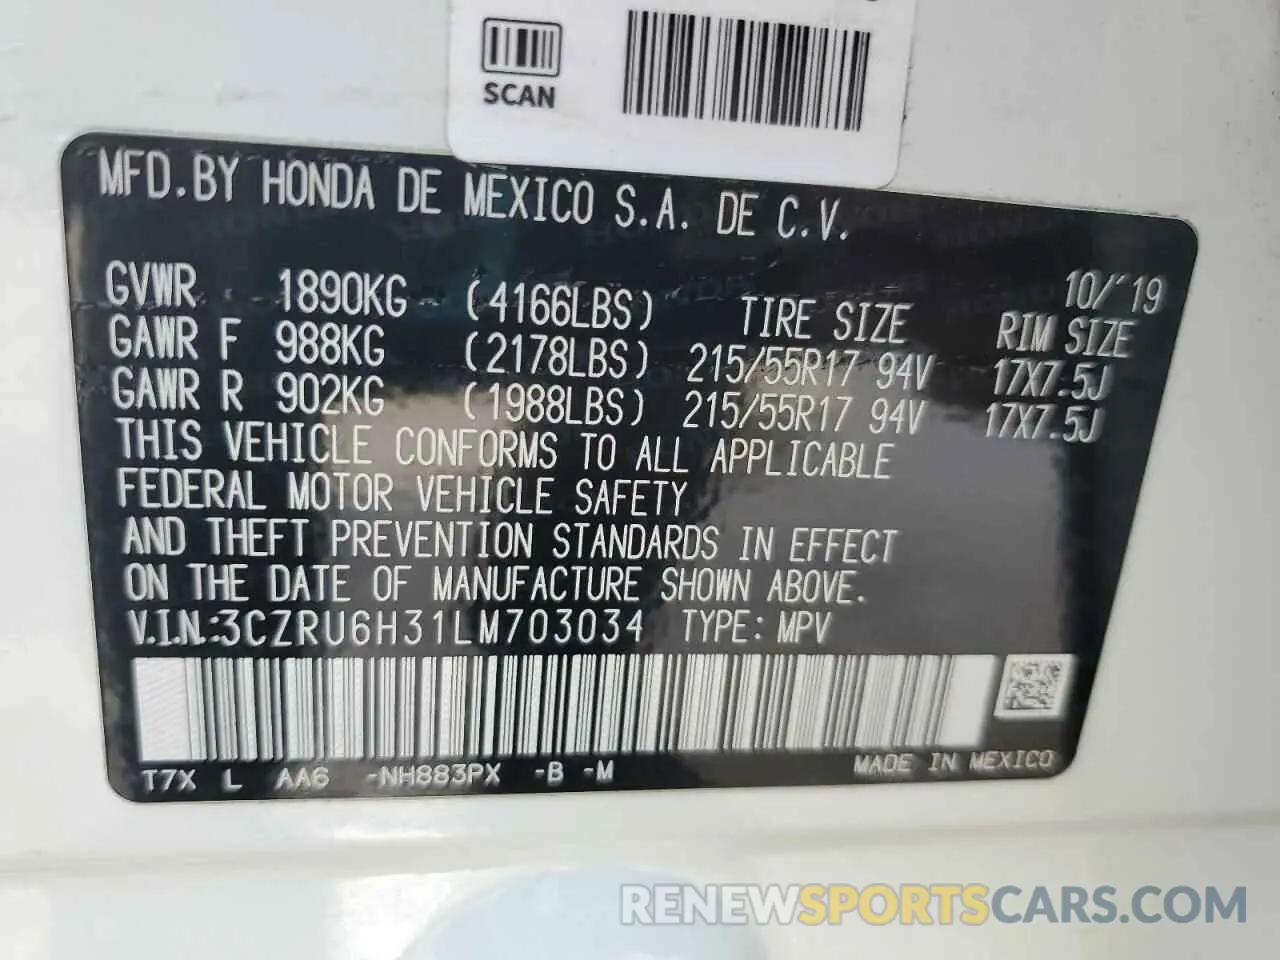 SCAN
MFD.BY HONDA DE MEXICO S.A. DE C.V.
10/'19
GVWR 1890KG (4166LBS) TIRE SIZE RIM SIZE
GAWR F 988KG (2178LBS) 215/55R17 94V 17X7.5J
GAWR R 902KG (1988LBS) 215/55R17 94V 17X7.5J
THIS VEHICLE CONFORMS TO ALL APPLICABLE
FEDERAL MOTOR VEHICLE SAFETY
AND THEFT PREVENTION STANDARDS IN EFFECT
ON THE DATE OF MANUFACTURE SHOWN ABOVE.
V.I.N.:3CZRU6H31LM703034 TYPE: MPV
T7X L AA6 -NH883PX -B -M MADE IN MEXICO
RENEWSPORTSCARS.COM